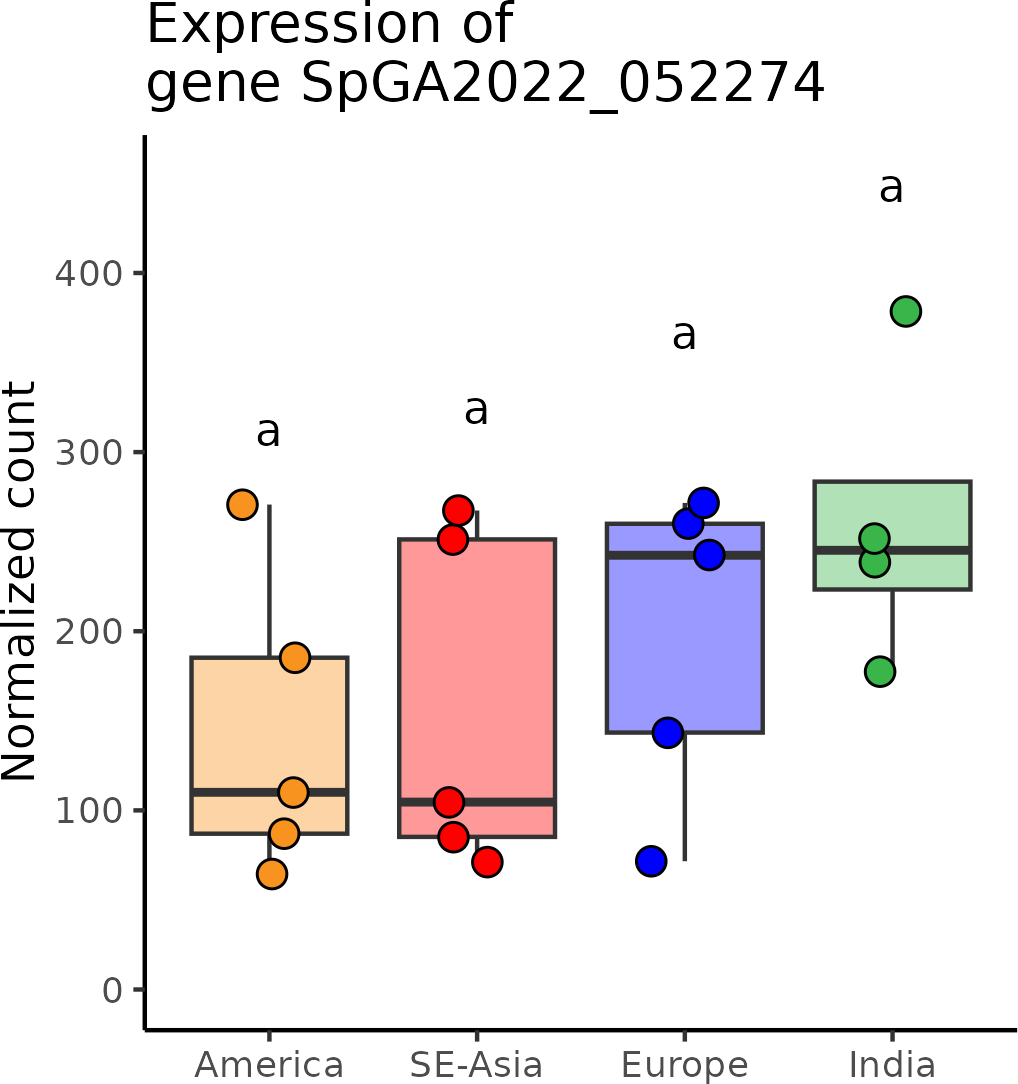 Expression of
gene SpGA2022_052274
a
400
a
a
a
300
200
100
0
Normalized count
America SE-Asia Europe India